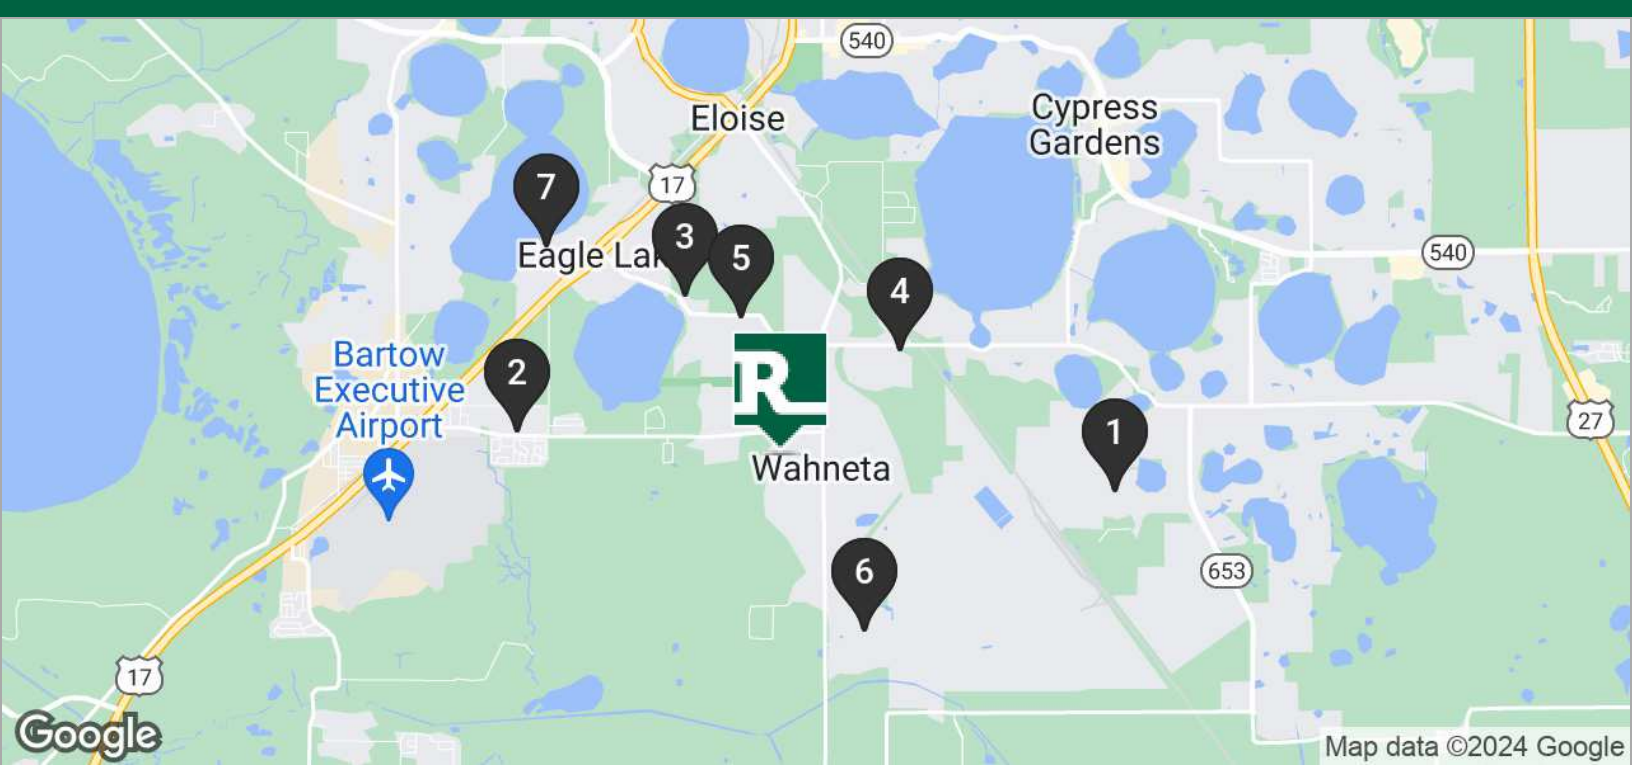 540
Eloise
Cypress
Gardens
17
7
3
5
Eagle Lak
540
4
R
Bartow
Executive
Airport
2
27
1
Wahneta
6
653
17
Google
Map data ©2024 Google